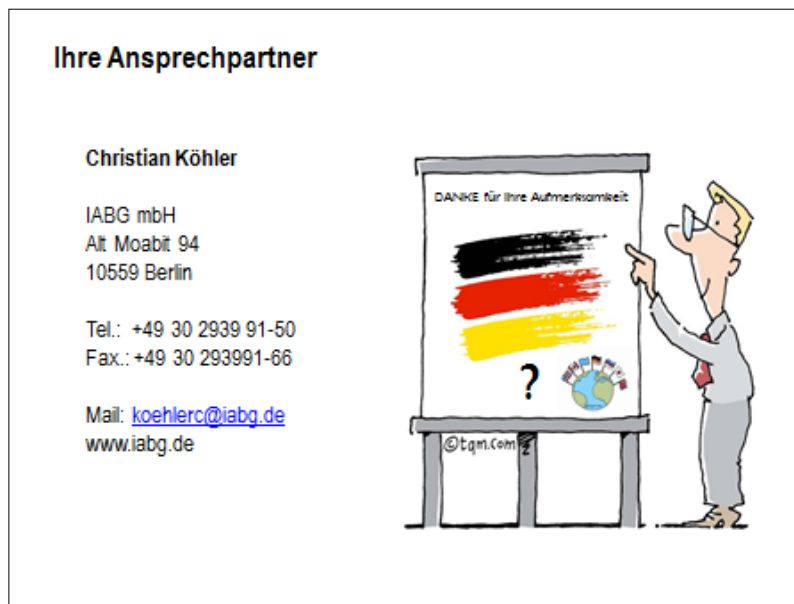 Ihre Ansprechpartner
Christian Köhler
IABG mbH
Alt Moabit 94
10559 Berlin
Tel.: +49 30 2939 91-50
Fax.: +49 30 293991-66
Mail: koehlerc@iabg.de
www.iabg.de
DANKE für Ihre Aufmerksamkeit
?
©tqm.com